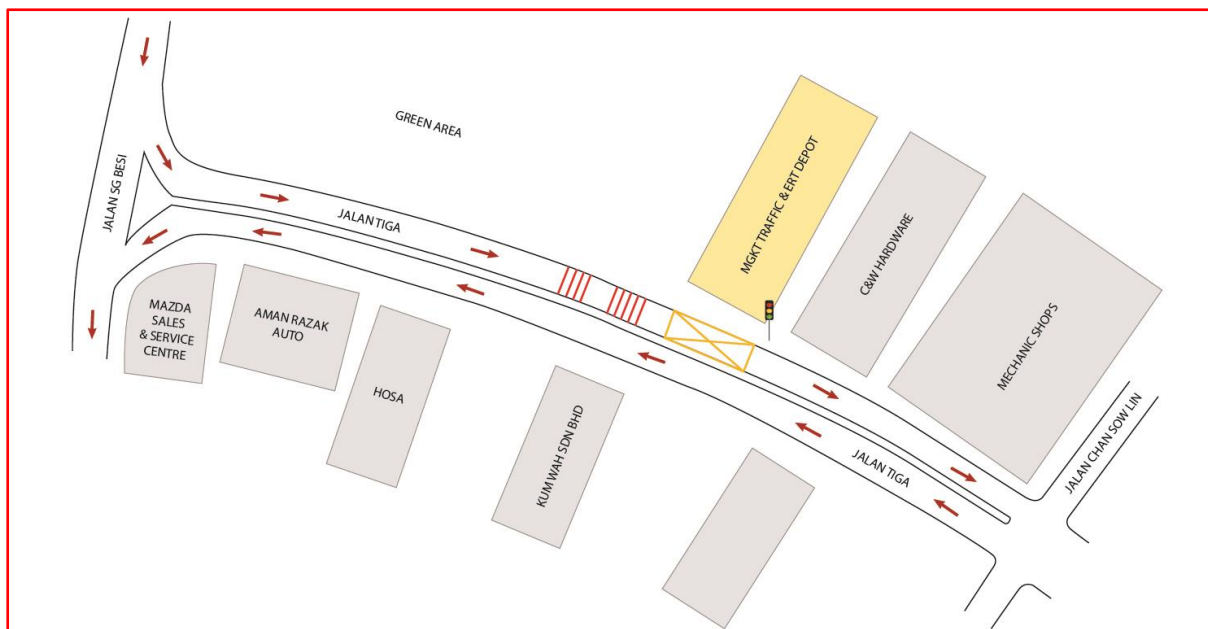 GREEN AREA
JALAN SG BESI
JALAN TIGA
MGKT TRAFFIC & ERT DEPOT
C&W HARDWARE
MECHANIC SHOPS
MAZDA
SALES
& SERVICE
CENTRE
AMAN RAZAK
AUTO
HOSA
KUM WAH SDN BHD
JALAN TIGA
JALAN CHAN SOW LIN